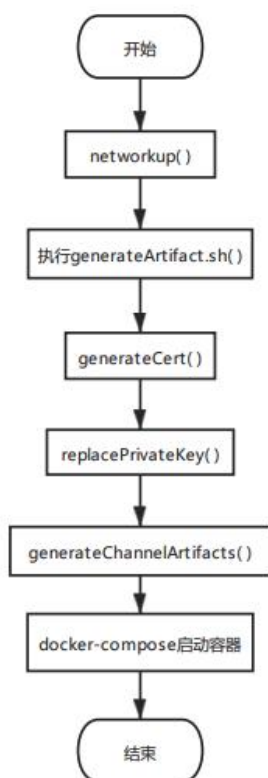 开始
networkup()
执行generateArtifact.sh()
generateCert()
replacePrivateKey()
generateChannelArtifacts()
docker-compose启动容器
结束